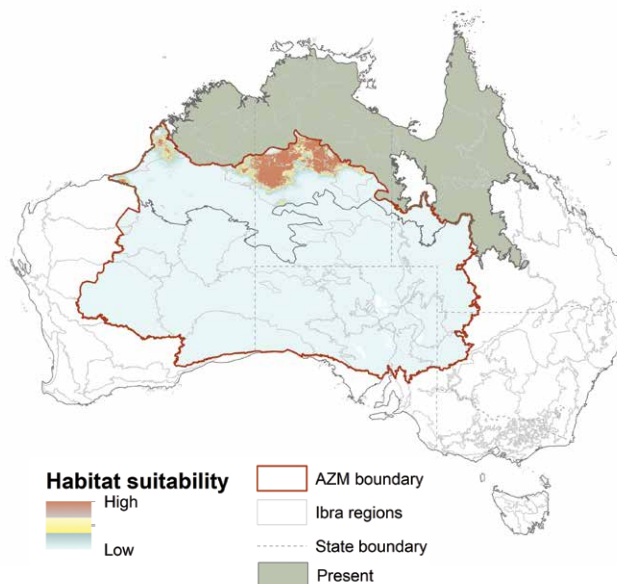 Habitat suitability
High
Low
AZM boundary
Ibra regions
State boundary
Present